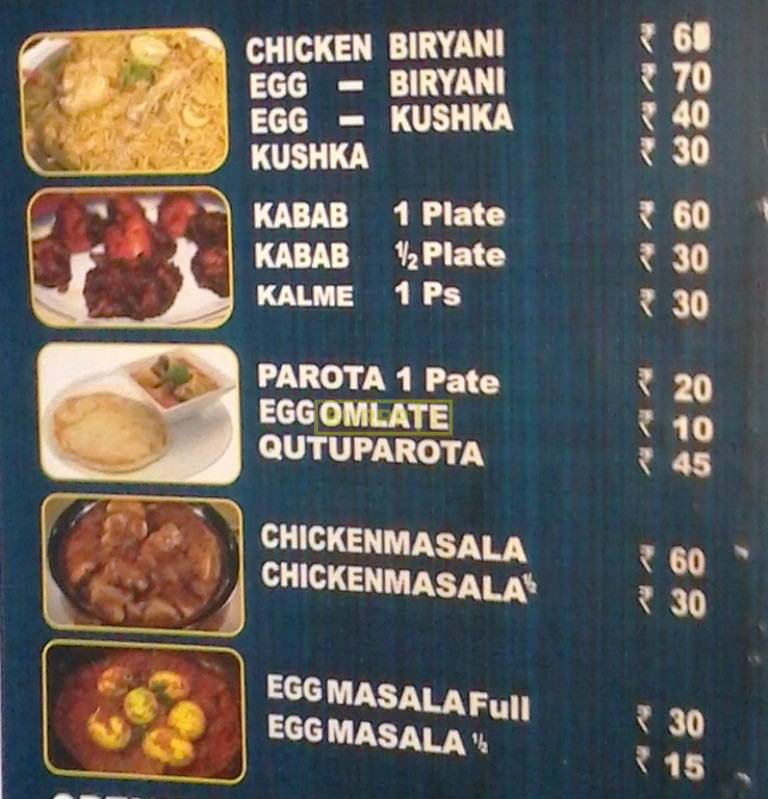 CHICKEN BIRYANI ₹
EGG - BIRYANI ₹ 70
EGG - KUSHKA ₹ 40
KUSHKA ₹ 30
KABAB 1 Plate ₹ 60
KABAB ½ Plate ₹ 30
KALME 1 Ps ₹ 30
PAROTA 1 Pate ₹ 20
EGG OMLATE ₹ 10
QUTUPAROTA ₹ 45
CHICKENMASALA ₹ 60
CHICKENMASALA ½ ₹ 30
EGG MASALA Full ₹ 30
EGG MASALA ½ ₹ 15